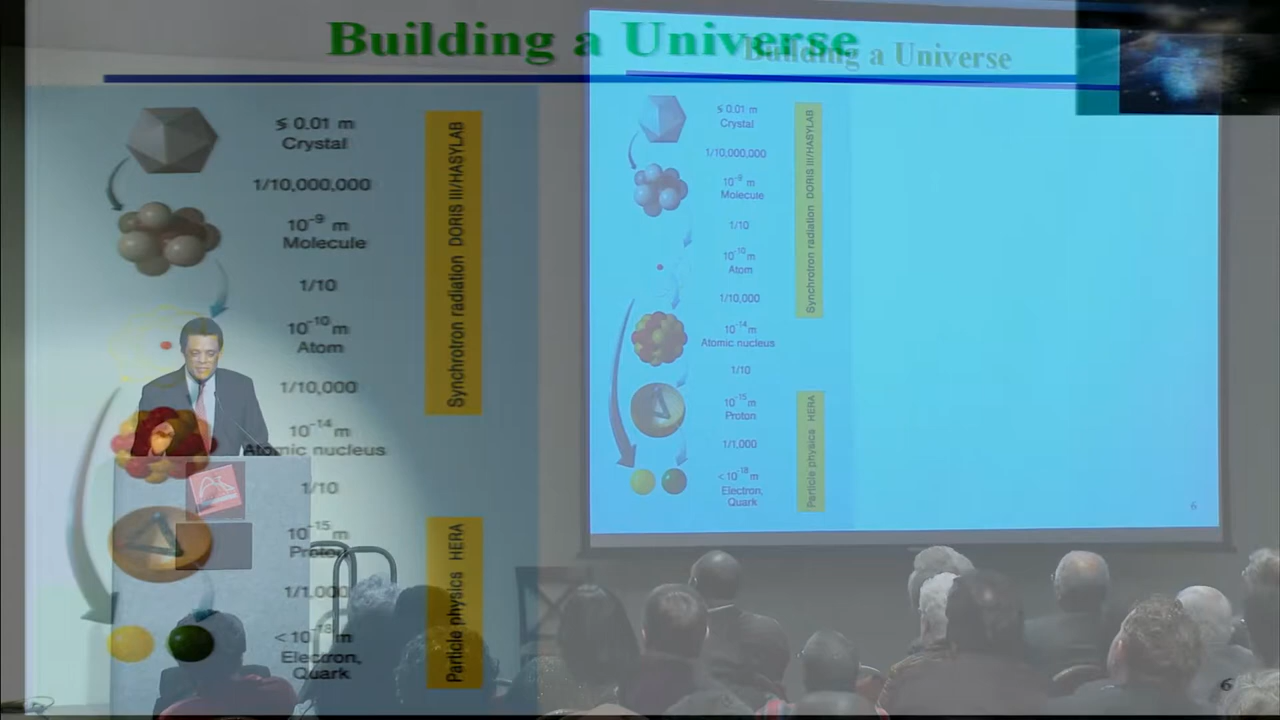 Building a Universe
≤ 0.01 m
Crystal
1/10,000,000
10⁻⁹ m
Molecule
1/10
10⁻¹⁰ m
Atom
1/10,000
10⁻¹⁴ m
Atomic nucleus
1/10
10⁻¹⁵ m
Proton
1/1,000
<10⁻¹⁸ m
Electron,
Quark
Synchrotron radiation DORIS III/HASYLAB
Particle physics HERA
6
Building a Universe
≤ 0.01 m
Crystal
1/10,000,000
10⁻⁹ m
Molecule
1/10
10⁻¹⁰ m
Atom
1/10,000
10⁻¹⁴ m
Atomic nucleus
1/10
10⁻¹⁵ m
Proton
1/1,000
<10⁻¹⁸ m
Electron,
Quark
Synchrotron radiation DORIS III/HASYLAB
Particle physics HERA
6